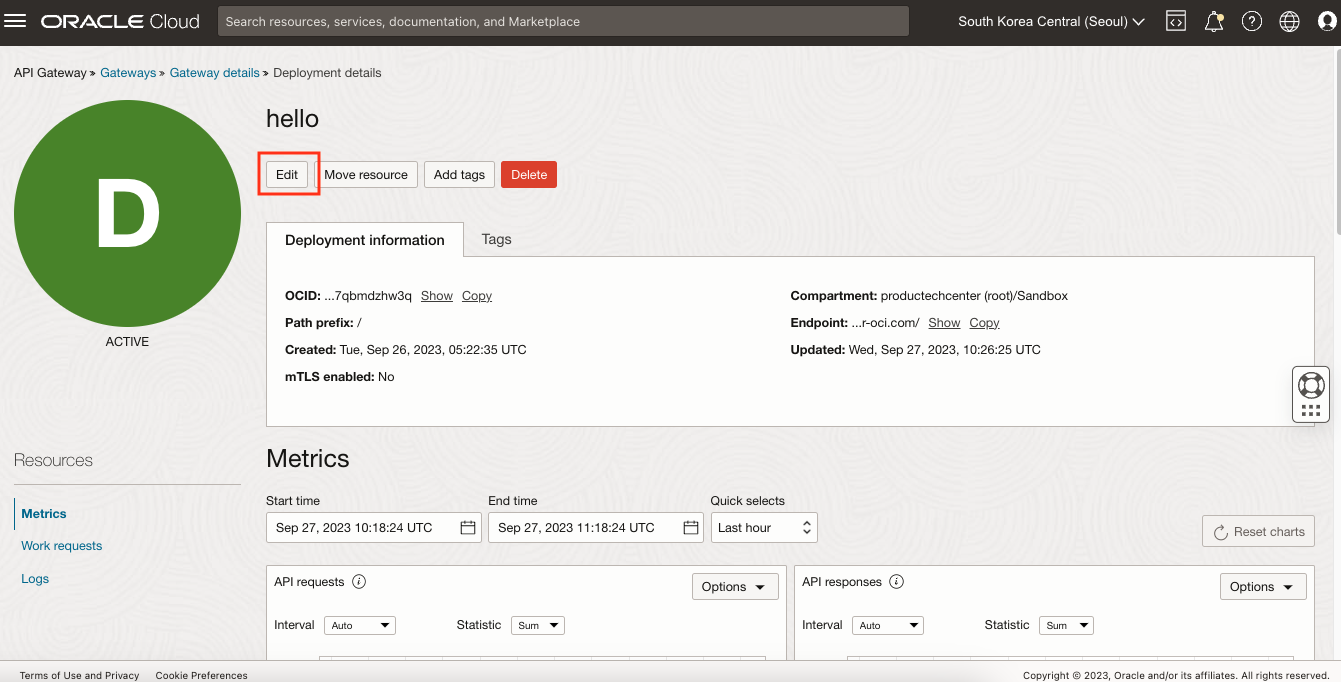 ORACLE Cloud
Search resources, services, documentation, and Marketplace
South Korea Central (Seoul)
API Gateway » Gateways » Gateway details » Deployment details
D
ACTIVE
hello
Edit Move resource Add tags Delete
Deployment information Tags
OCID: ...7qbmdzhw3q Show Copy
Path prefix: /
Created: Tue, Sep 26, 2023, 05:22:35 UTC
mTLS enabled: No
Compartment: productechcenter (root)/Sandbox
Endpoint: ...r-oci.com/ Show Copy
Updated: Wed, Sep 27, 2023, 10:26:25 UTC
Resources
Metrics
Work requests
Logs
Metrics
Start time End time Quick selects
Sep 27, 2023 10:18:24 UTC Sep 27, 2023 11:18:24 UTC Last hour
Reset charts
API requests
Options
Interval Auto Statistic Sum
API responses
Options
Interval Auto Statistic Sum
Terms of Use and Privacy Cookie Preferences
Copyright © 2023, Oracle and/or its affiliates. All rights reserved.